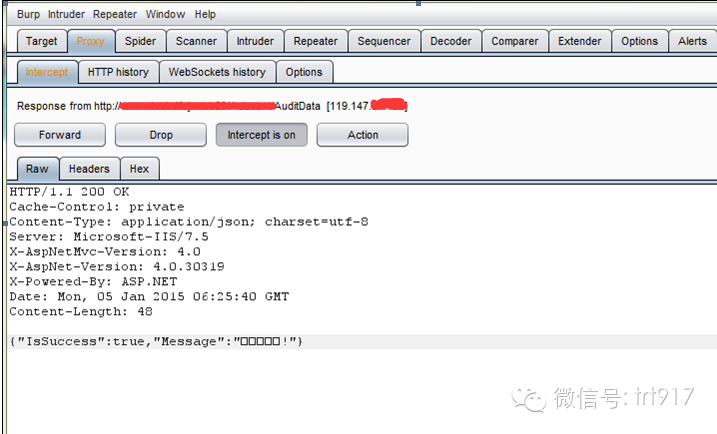 Burp Intruder Repeater Window Help
Target Proxy Spider Scanner Intruder Repeater Sequencer Decoder Comparer Extender Options Alerts
Intercept HTTP history WebSockets history Options
Response from http:// AuditData [119.147. ]
Forward Drop Intercept is on Action
Raw Headers Hex
HTTP/1.1 200 OK
Cache-Control: private
Content-Type: application/json; charset=utf-8
Server: Microsoft-IIS/7.5
X-AspNetMvc-Version: 4.0
X-AspNet-Version: 4.0.30319
X-Powered-By: ASP.NET
Date: Mon, 05 Jan 2015 06:25:40 GMT
Content-Length: 48
{"IsSuccess":true,"Message":"□□□□□!"}
微信号: trt917